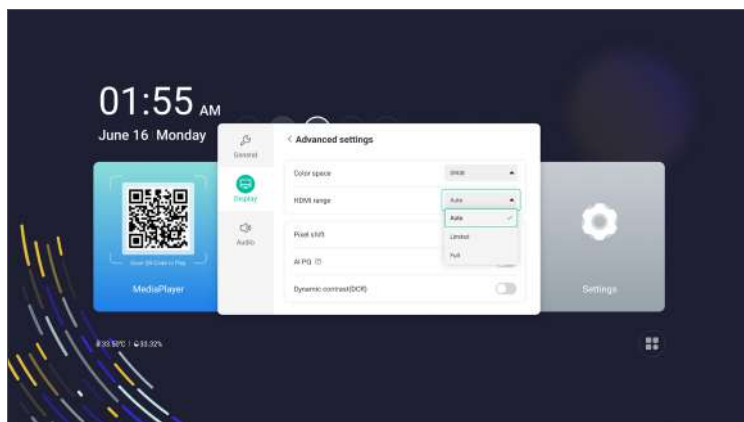 01:55 AM
June 16 Monday
General
Display
Audio
< Advanced settings
Color space
HDMI range
Auto
Auto
Limited
Full
Pixel shift
AI PQ
Dynamic contrast(DCR)
MediaPlayer
Settings